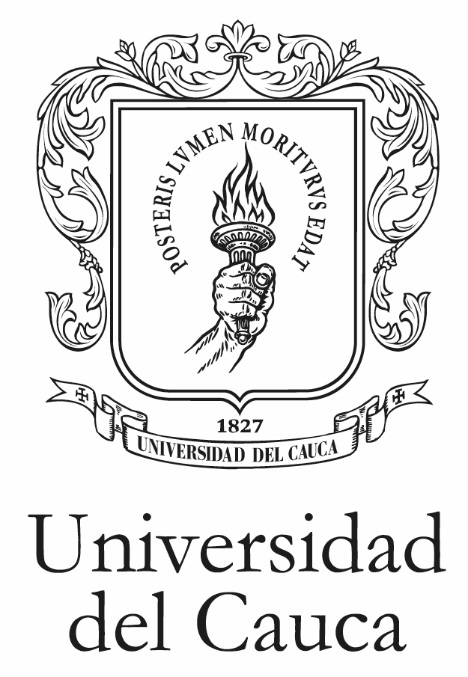 POSTERIS LVMEN MORITVRVS EDAT
1827
UNIVERSIDAD DEL CAUCA
Universidad
del Cauca